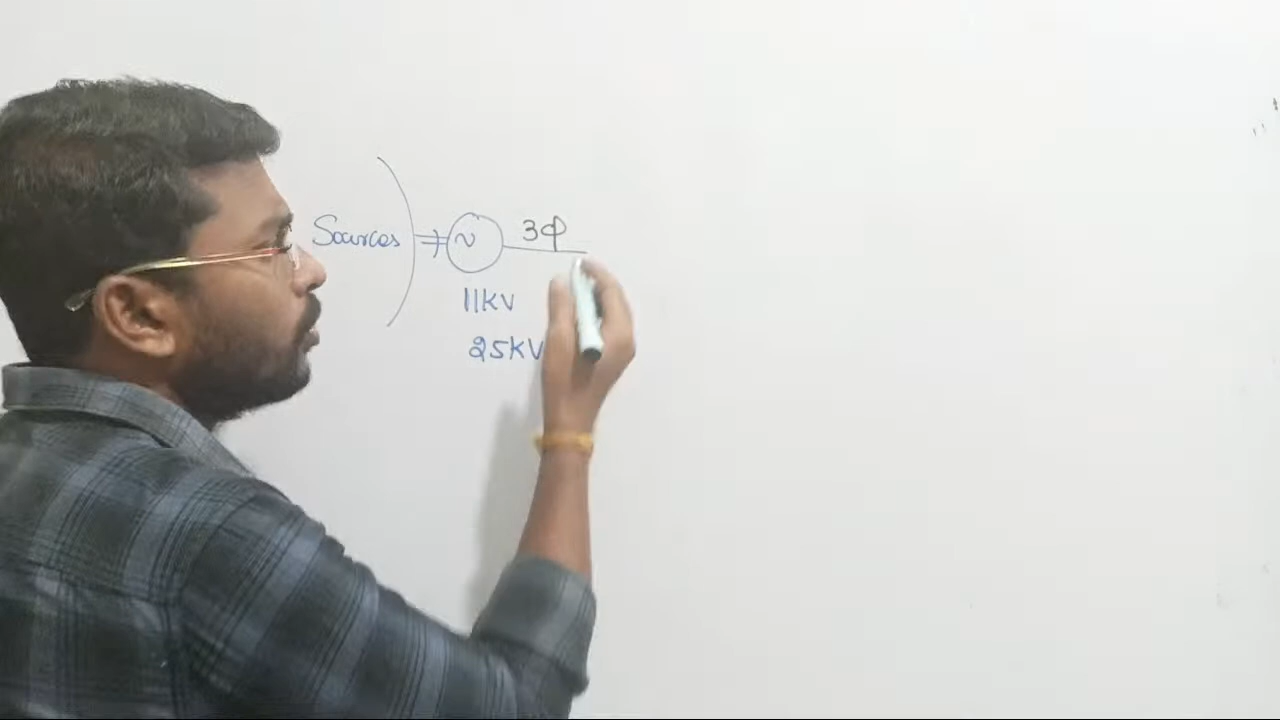 Sources
~
3Φ
11KV
25KV